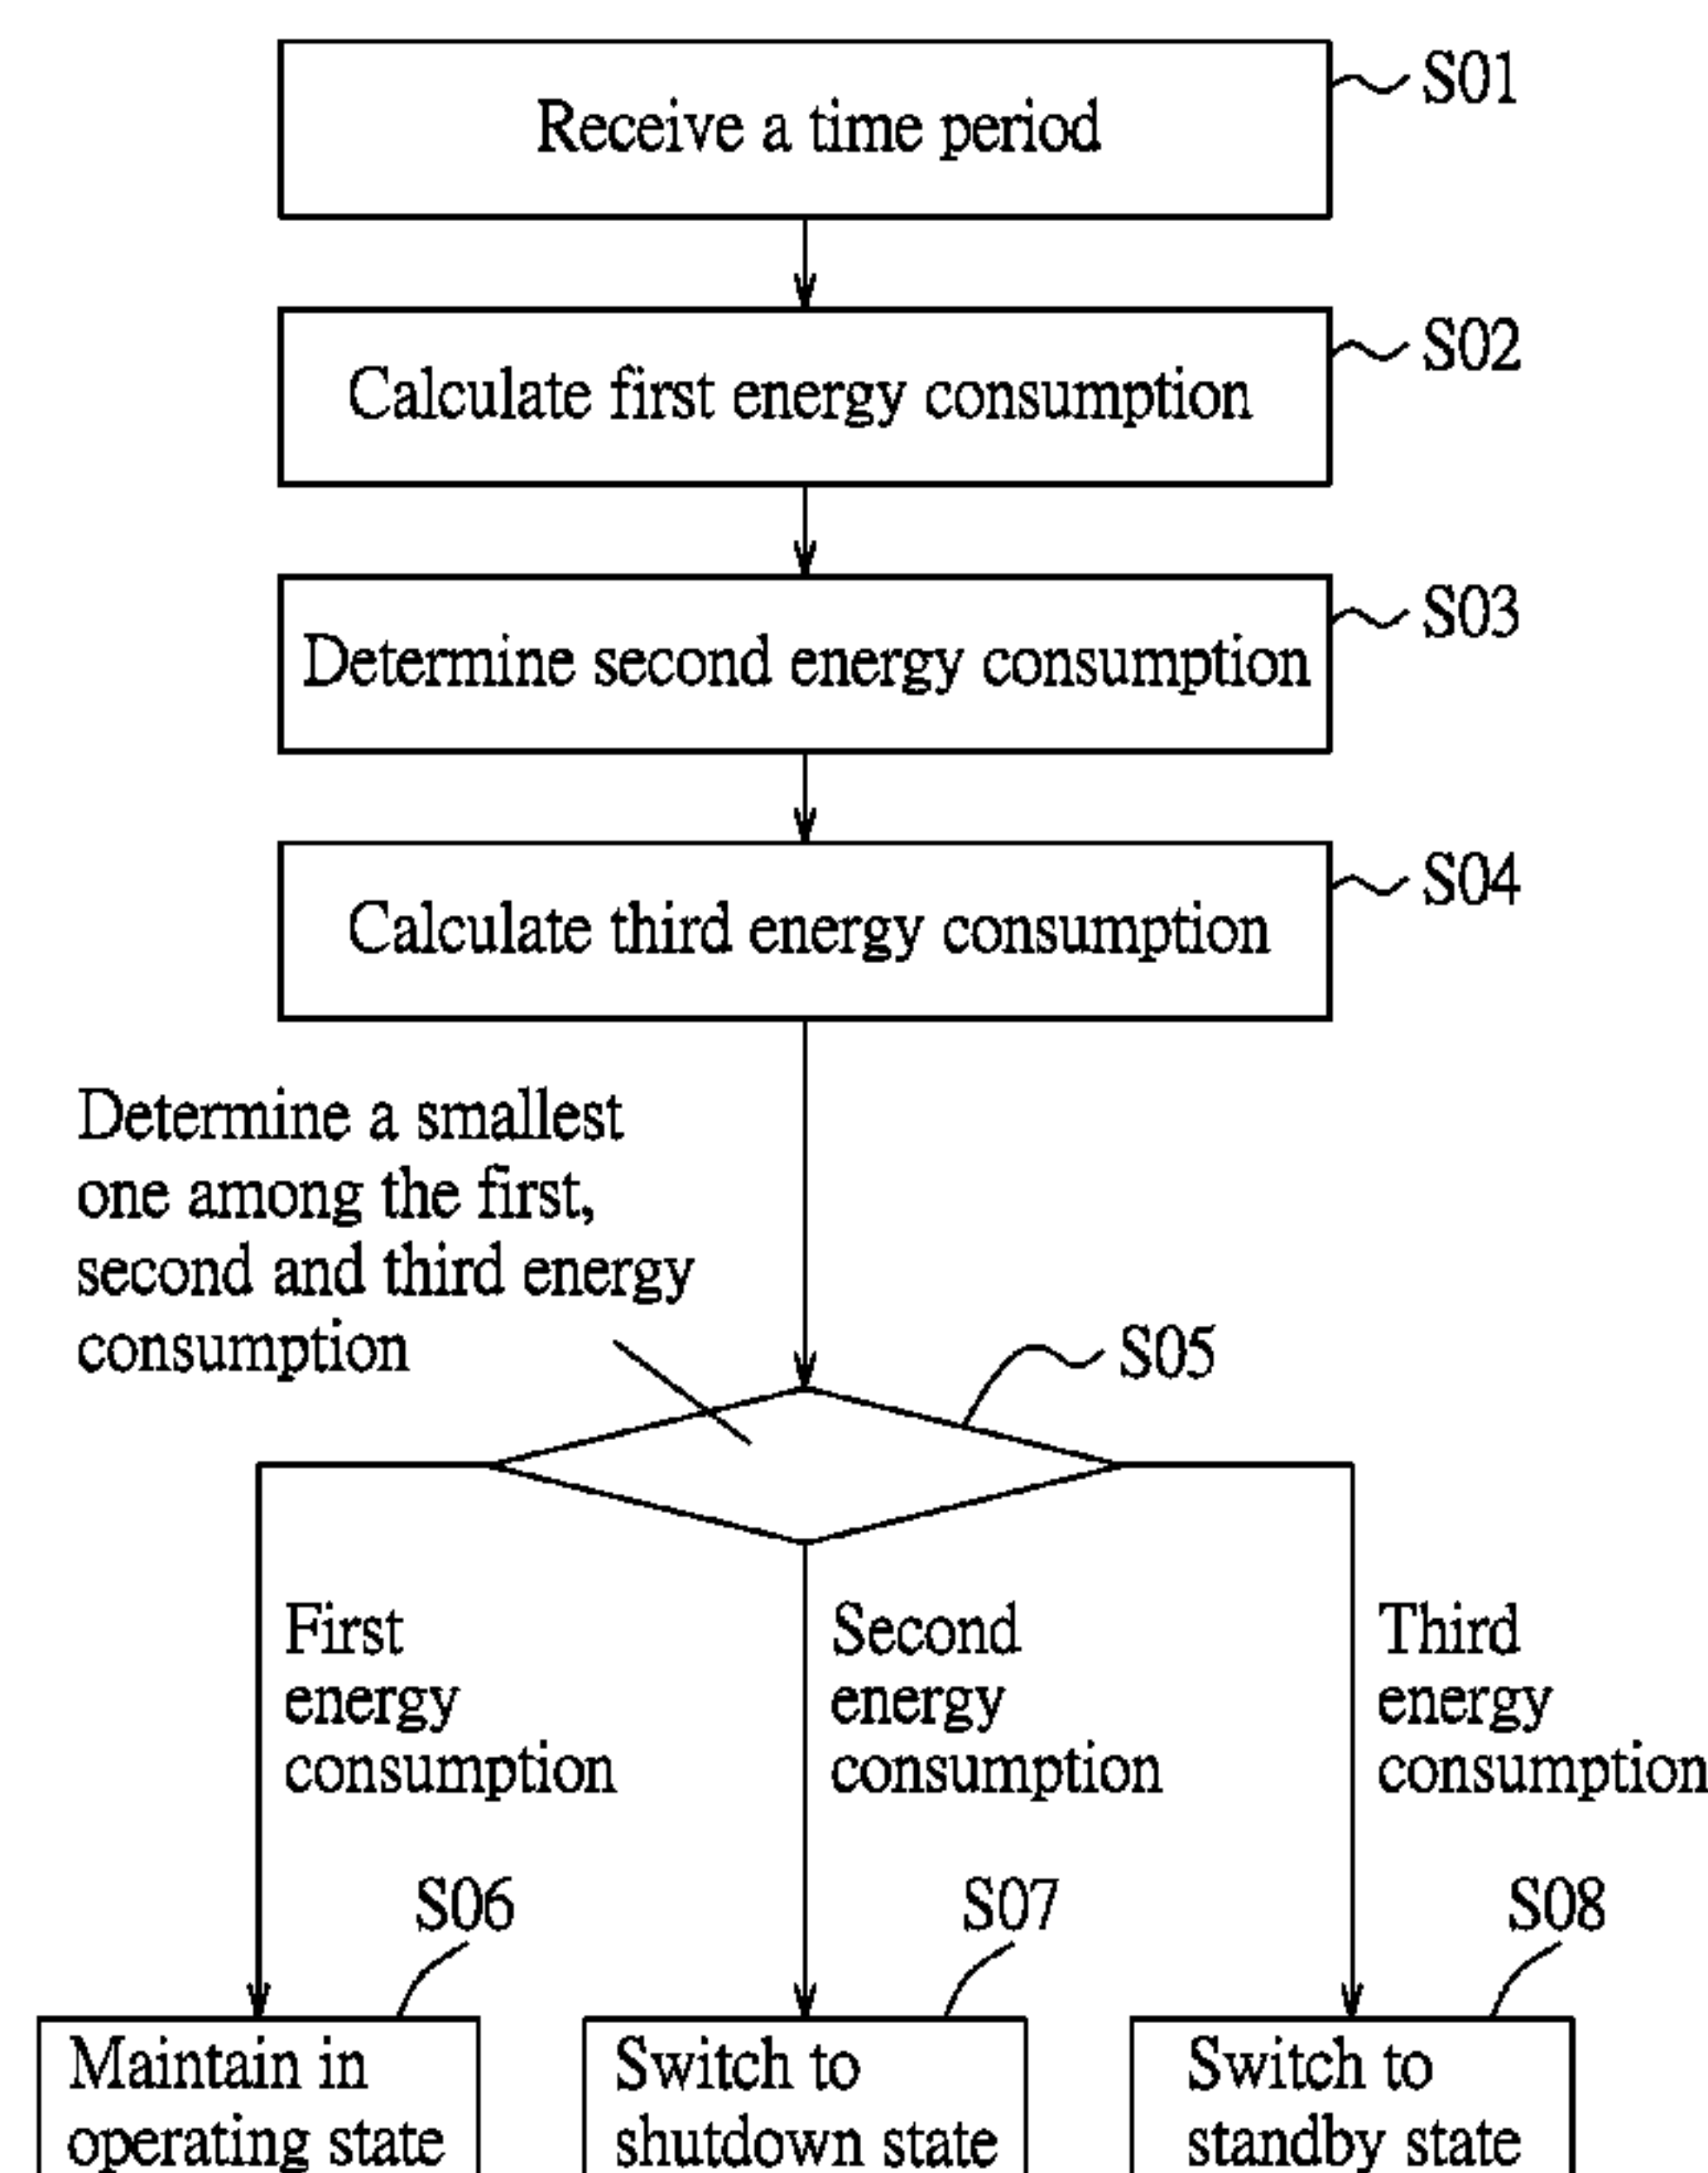 S01
Receive a time period
S02
Calculate first energy consumption
S03
Determine second energy consumption
S04
Calculate third energy consumption
Determine a smallest
one among the first,
second and third energy
consumption
S05
First
energy
consumption
Second
energy
consumption
Third
energy
consumption
S06
S07
S08
Maintain in
operating state
Switch to
shutdown state
Switch to
standby state